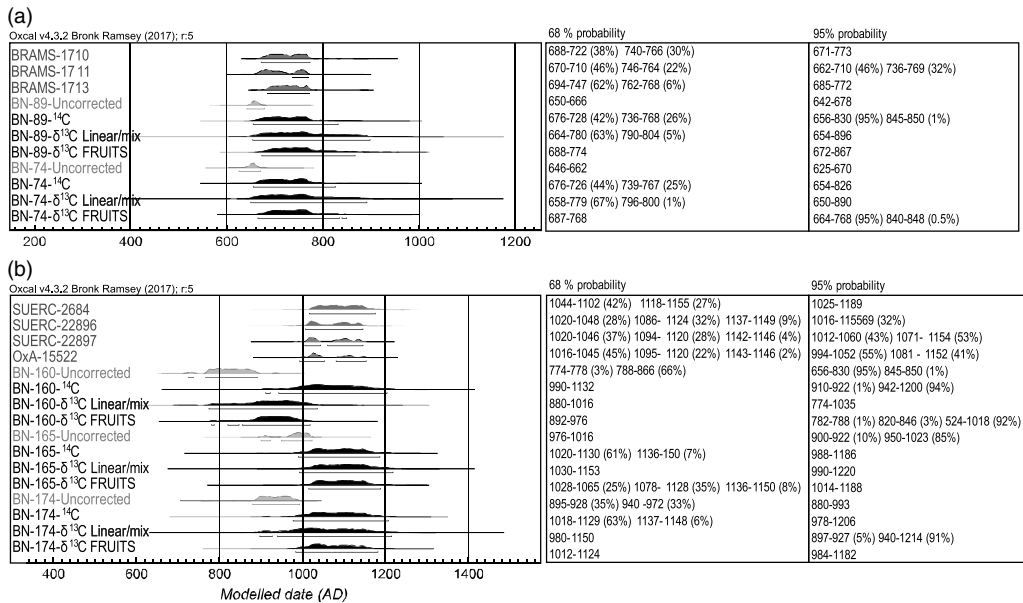 (a)
Oxcal v4.3.2 Bronk Ramsey (2017); r:5
68 % probability 95% probability
BRAMS-1710 688-722 (38%) 740-766 (30%) 671-773
BRAMS-17 11 670-710 (46%) 746-764 (22%) 662-710 (46%) 736-769 (32%)
BRAMS-1713 694-747 (62%) 762-768 (6%) 685-772
BN-89-Uncorrected 650-666 642-678
BN-89-¹⁴C 676-728 (42%) 736-768 (26%) 656-830 (95%) 845-850 (1%)
BN-89-δ¹³C Linear/mix 664-780 (63%) 790-804 (5%) 654-896
BN-89-δ¹³C FRUITS 688-774 672-867
BN-74-Uncorrected 646-662 625-670
BN-74-¹⁴C 676-726 (44%) 739-767 (25%) 654-826
BN-74-δ¹³C Linear/mix 658-779 (67%) 796-800 (1%) 650-890
BN-74-δ¹³C FRUITS 687-768 664-768 (95%) 840-848 (0.5%)
200 400 600 800 1000 1200
(b)
Oxcal v4.3.2 Bronk Ramsey (2017); r:5
68 % probability 95% probability
SUERC-2684 1044-1102 (42%) 1118-1155 (27%) 1025-1189
SUERC-22896 1020-1048 (28%) 1086- 1124 (32%) 1137-1149 (9%) 1016-115569 (32%)
SUERC-22897 1020-1046 (37%) 1094- 1120 (28%) 1142-1146 (4%) 1012-1060 (43%) 1071- 1154 (53%)
OxA-15522 1016-1045 (45%) 1095- 1120 (22%) 1143-1146 (2%) 994-1052 (55%) 1081 - 1152 (41%)
BN-160-Uncorrected 774-778 (3%) 788-866 (66%) 656-830 (95%) 845-850 (1%)
BN-160-¹⁴C 990-1132 910-922 (1%) 942-1200 (94%)
BN-160-δ¹³C Linear/mix 880-1016 774-1035
BN-160-δ¹³C FRUITS 892-976 782-788 (1%) 820-846 (3%) 524-1018 (92%)
BN-165-Uncorrected 976-1016 900-922 (10%) 950-1023 (85%)
BN-165-¹⁴C 1020-1130 (61%) 1136-150 (7%) 988-1186
BN-165-δ¹³C Linear/mix 1030-1153 990-1220
BN-165-δ¹³C FRUITS 1028-1065 (25%) 1078- 1128 (35%) 1136-1150 (8%) 1014-1188
BN-174-Uncorrected 895-928 (35%) 940 -972 (33%) 880-993
BN-174-¹⁴C 1018-1129 (63%) 1137-1148 (6%) 978-1206
BN-174-δ¹³C Linear/mix 980-1150 897-927 (5%) 940-1214 (91%)
BN-174-δ¹³C FRUITS 1012-1124 984-1182
400 600 800 1000 1200 1400
Modelled date (AD)